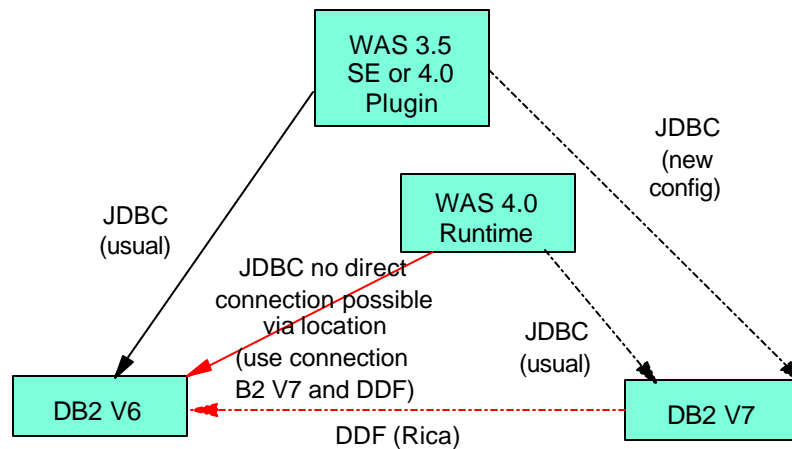 WAS 3.5
SE or 4.0
Plugin
JDBC
(new
config)
JDBC
(usual)
WAS 4.0
Runtime
JDBC no direct
connection possible
via location
(use connection
B2 V7 and DDF)
JDBC
(usual)
DB2 V6
DB2 V7
DDF (Rica)